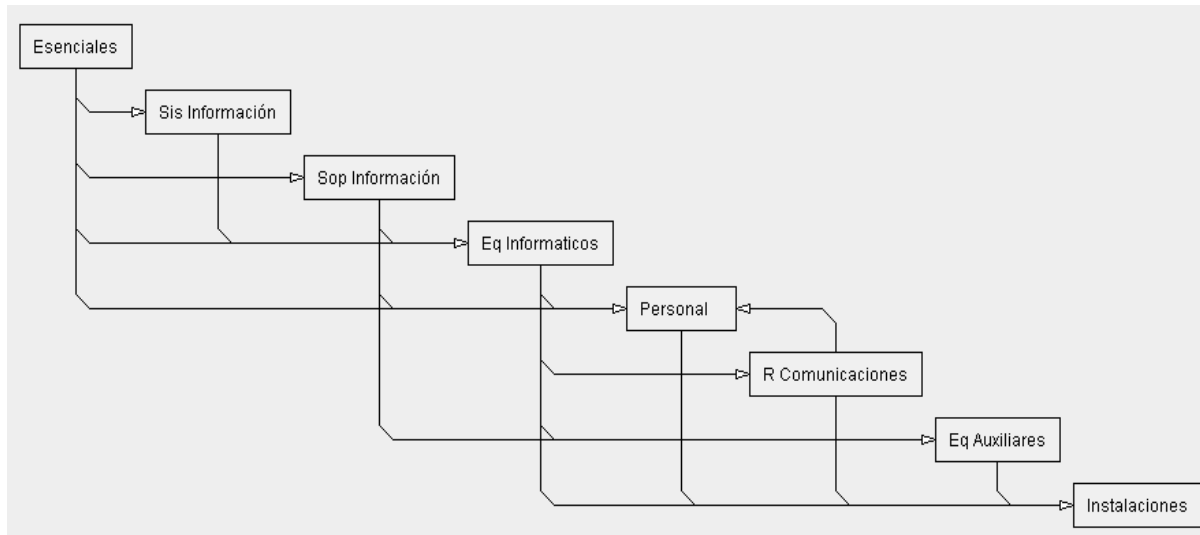 Esenciales
Sis Información
Sop Información
Eq Informaticos
Personal
R Comunicaciones
Eq Auxiliares
Instalaciones